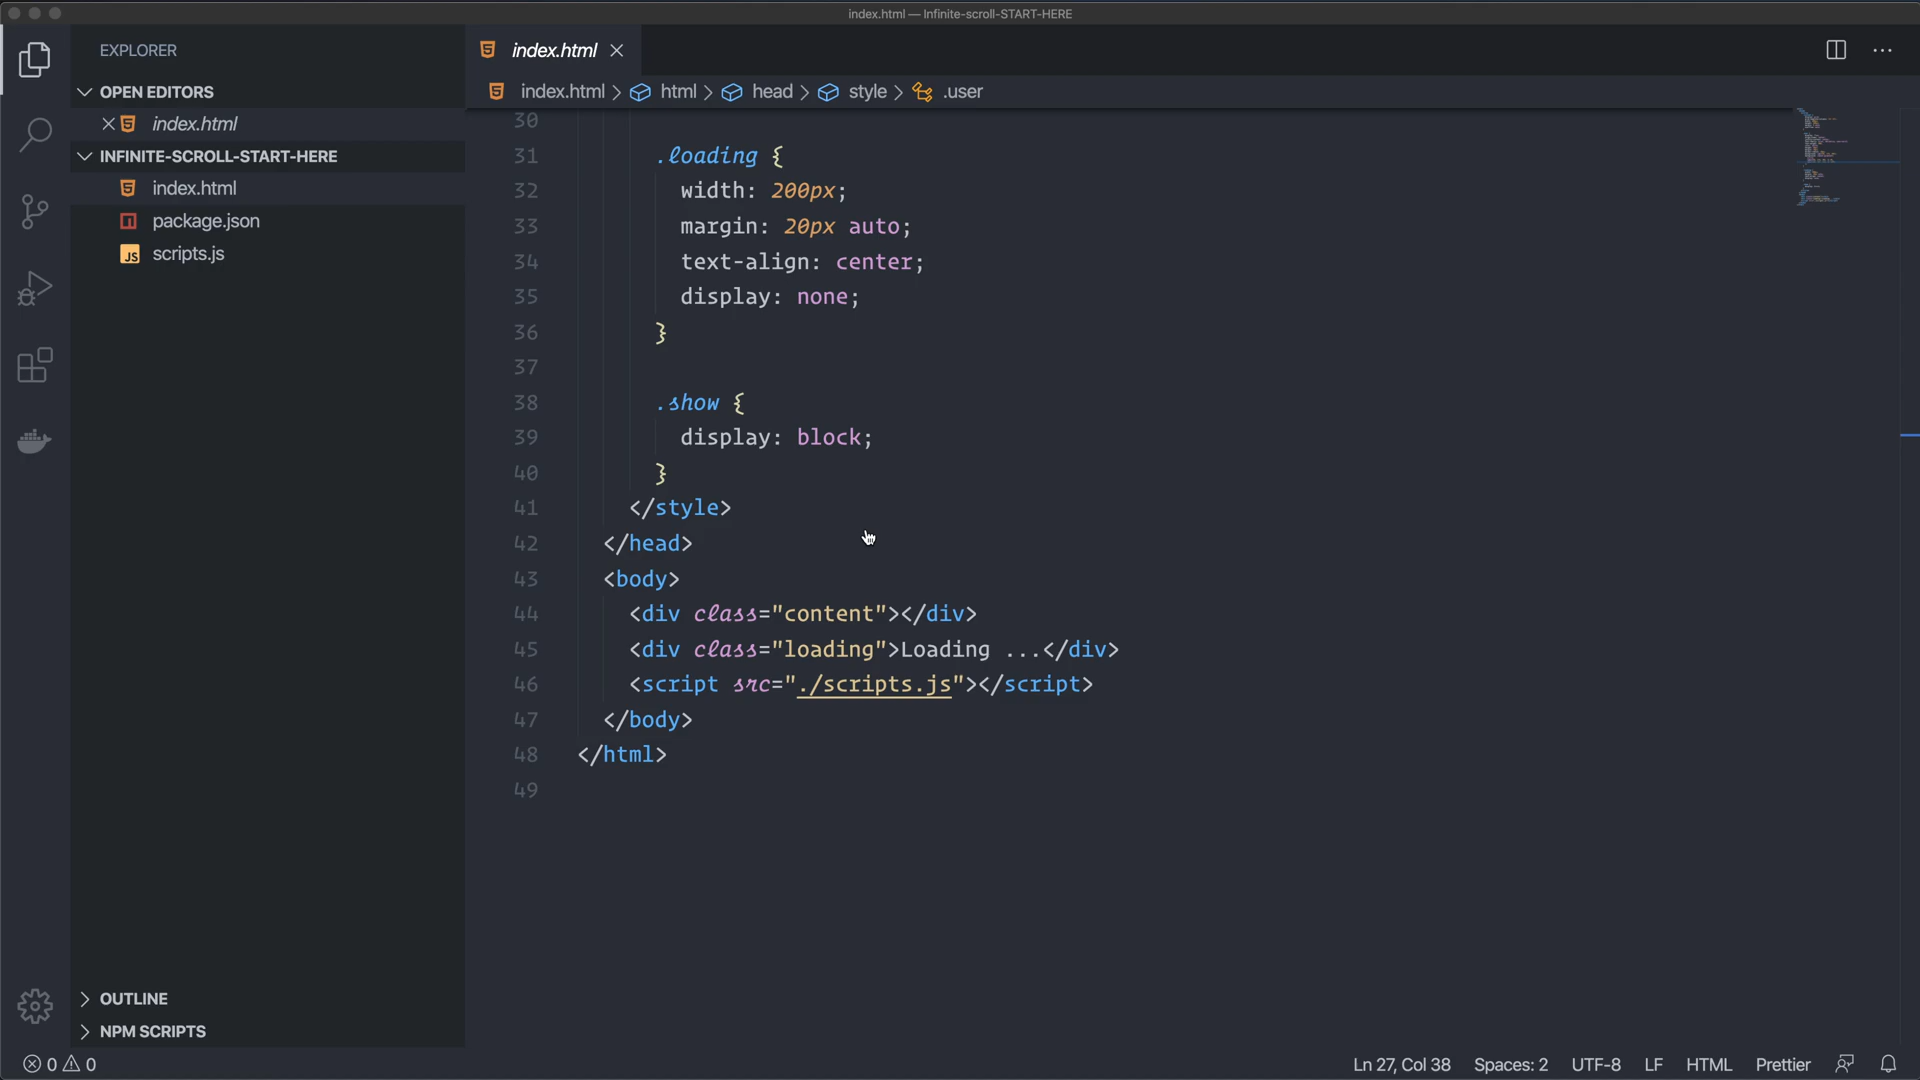 index.html — Infinite-scroll-START-HERE
EXPLORER
OPEN EDITORS
index.html
INFINITE-SCROLL-START-HERE
index.html
package.json
JS scripts.js
OUTLINE
NPM SCRIPTS
index.html
index.html > html > head > style > .user
30
31 .loading {
32 width: 200px;
33 margin: 20px auto;
34 text-align: center;
35 display: none;
36 }
37
38 .show {
39 display: block;
40 }
41 </style>
42 </head>
43 <body>
44 <div class="content"></div>
45 <div class="loading">Loading ...</div>
46 <script src="./scripts.js"></script>
47 </body>
48 </html>
49
0 0 Ln 27, Col 38 Spaces: 2 UTF-8 LF HTML Prettier